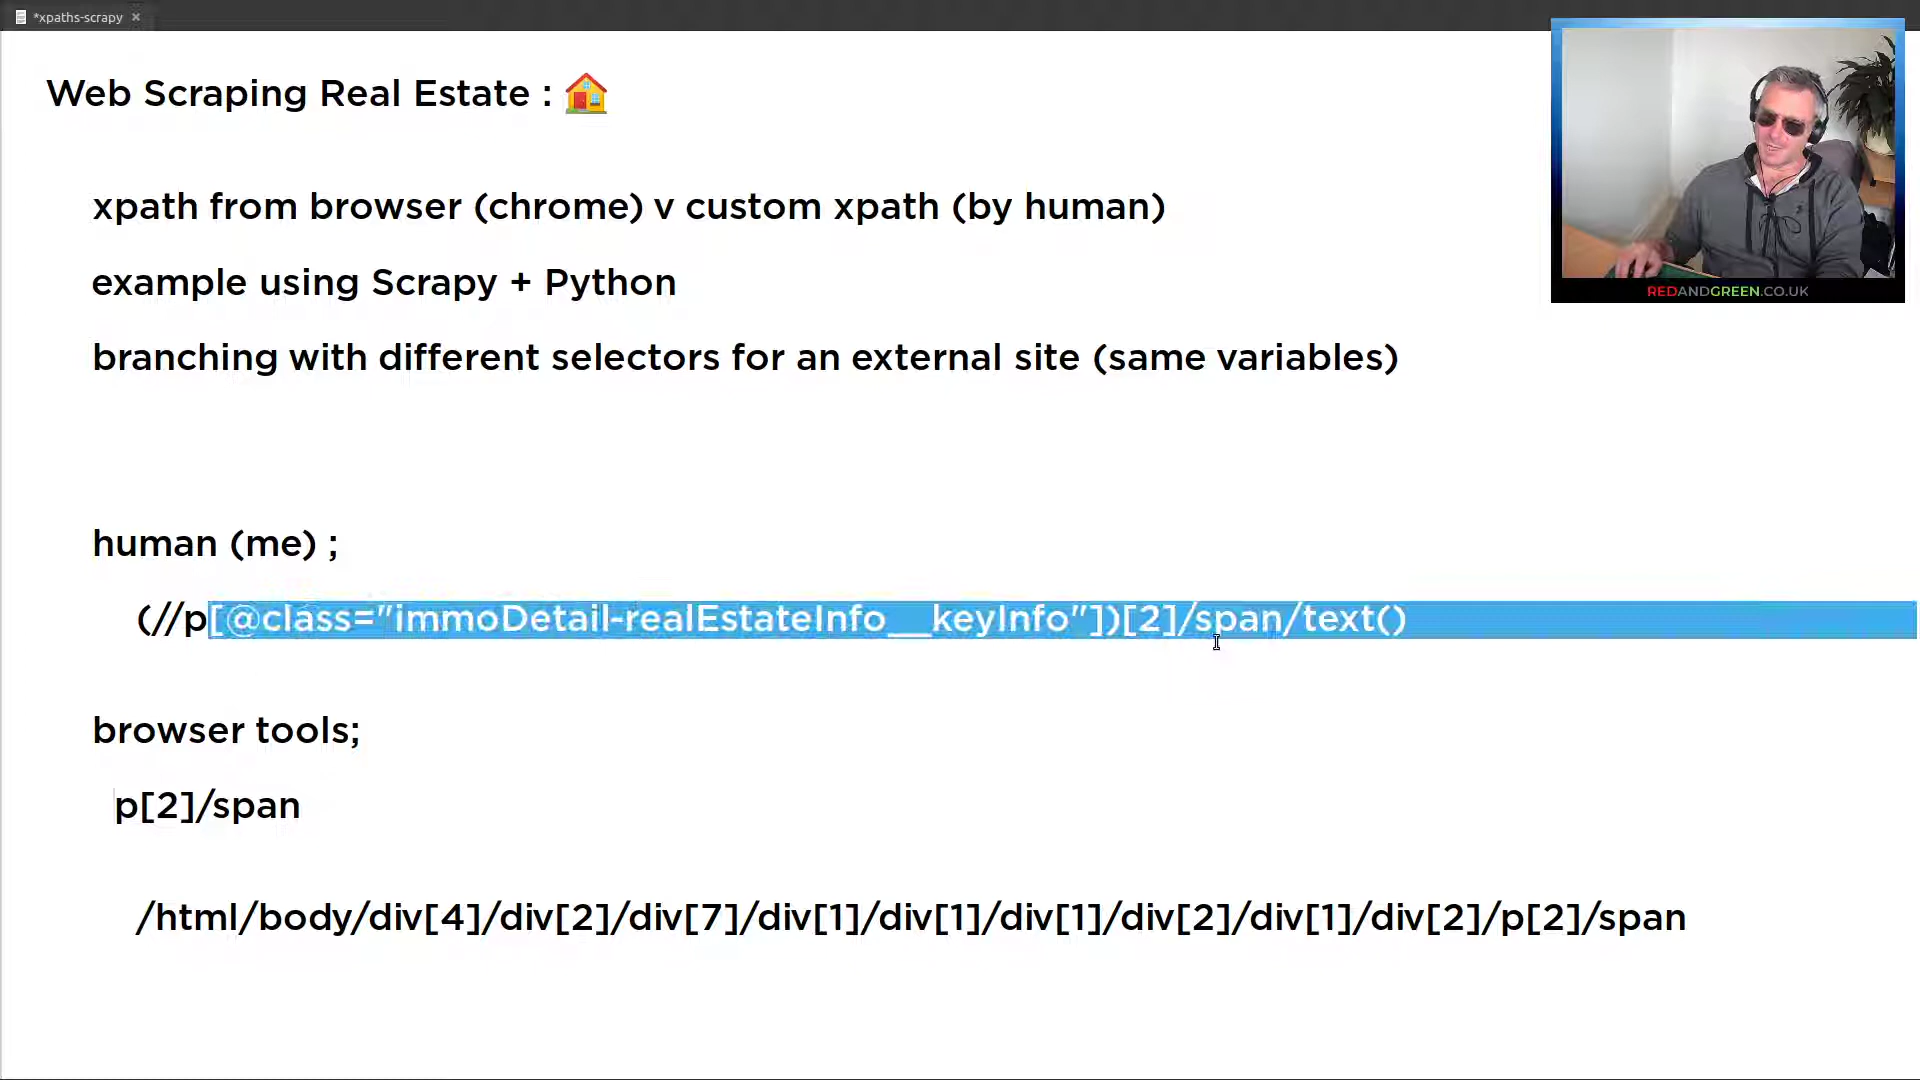 *xpaths-scrapy ×
Web Scraping Real Estate : 🏠
xpath from browser (chrome) v custom xpath (by human)
example using Scrapy + Python
branching with different selectors for an external site (same variables)
REDANDGREEN.CO.UK
human (me) ;
(//p[@class="immoDetail-realEstateInfo__keyInfo"])[2]/span/text()
browser tools;
p[2]/span
/html/body/div[4]/div[2]/div[7]/div[1]/div[1]/div[1]/div[2]/div[1]/div[2]/p[2]/span